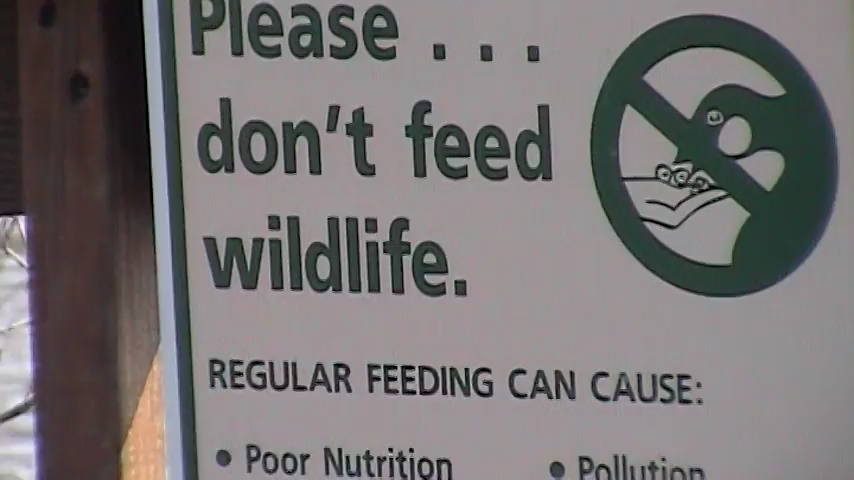 Please . . .
don't feed
wildlife.
REGULAR FEEDING CAN CAUSE:
• Poor Nutrition • Pollution